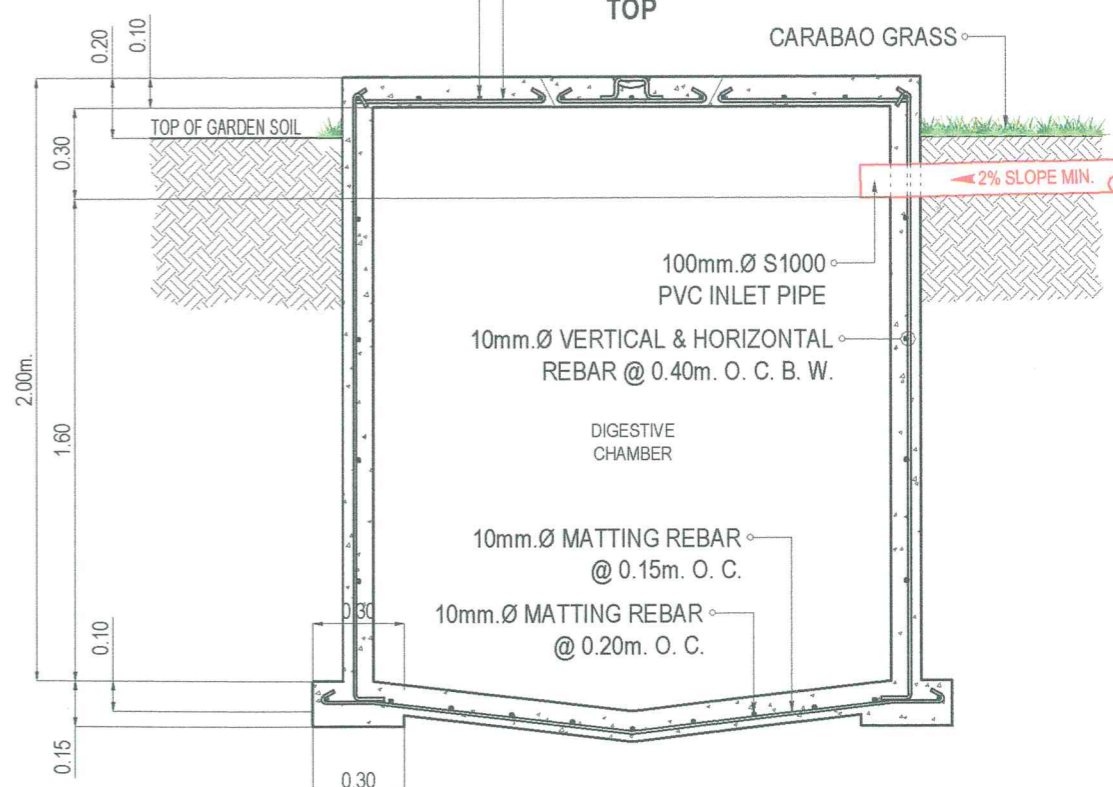 TOP
CARABAO GRASS
0.20
0.10
TOP OF GARDEN SOIL
0.30
2% SLOPE MIN.
100mm.Ø S1000
PVC INLET PIPE
10mm.Ø VERTICAL & HORIZONTAL
REBAR @ 0.40m. O. C. B. W.
2.00m.
1.60
DIGESTIVE
CHAMBER
10mm.Ø MATTING REBAR
@ 0.15m. O. C.
0.30
10mm.Ø MATTING REBAR
@ 0.20m. O. C.
0.10
0.15
0.30